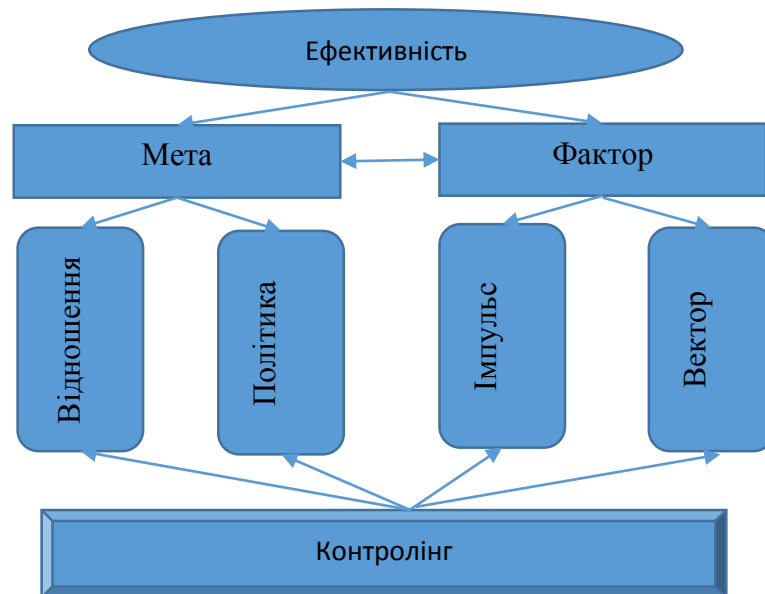 Ефективність
Мета
Фактор
Відношення
Політика
Імпульс
Вектор
Контролінг